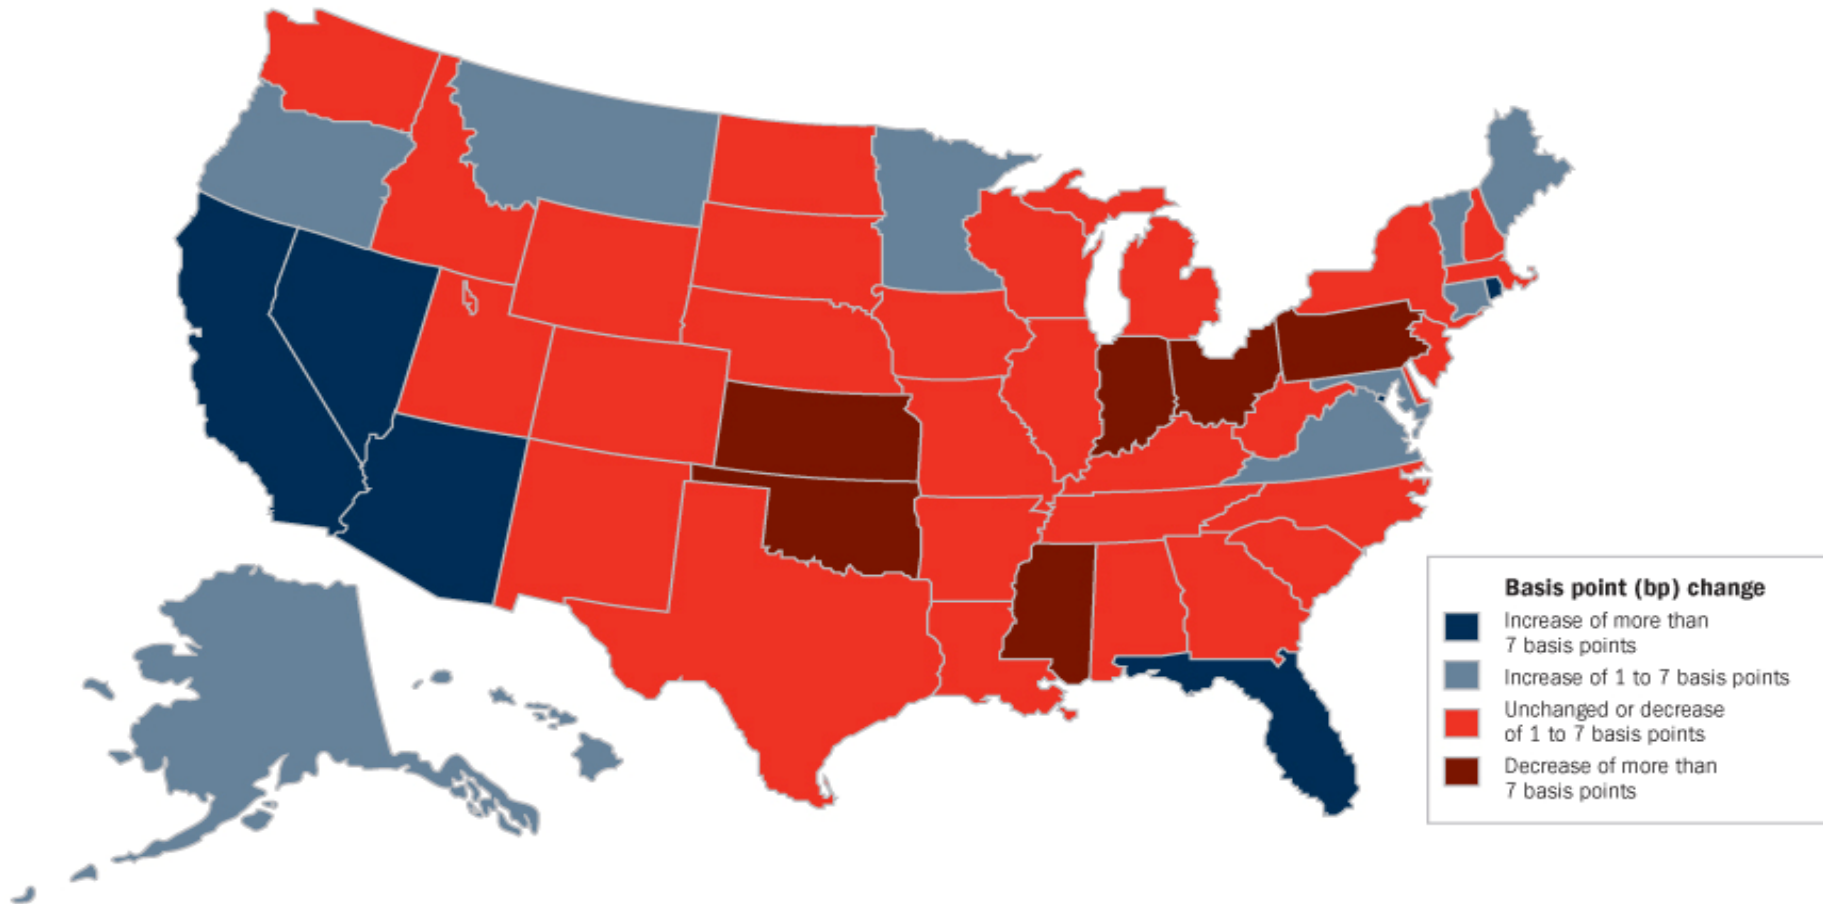 Basis point (bp) change
Increase of more than
7 basis points
Increase of 1 to 7 basis points
Unchanged or decrease
of 1 to 7 basis points
Decrease of more than
7 basis points